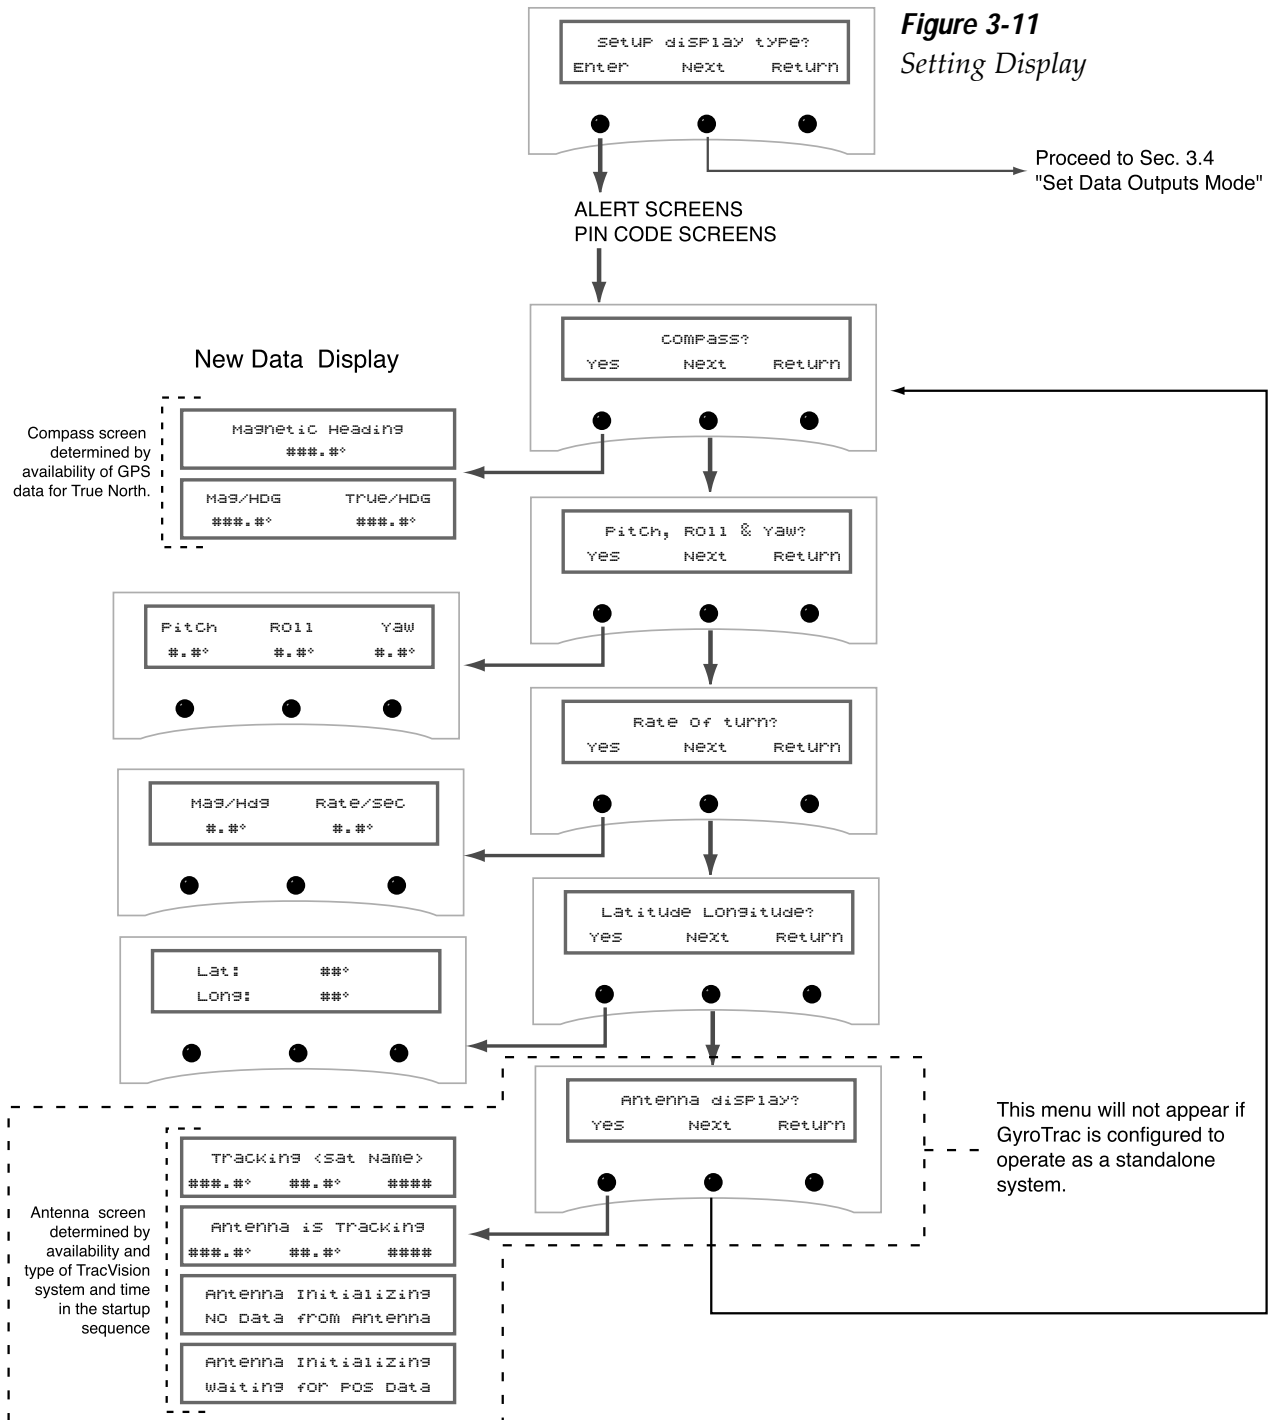 Figure 3-11
Setting Display
Setup display type?
Enter Next Return
Proceed to Sec. 3.4
"Set Data Outputs Mode"
ALERT SCREENS
PIN CODE SCREENS
Compass?
Yes Next Return
New Data Display
Compass screen
determined by
availability of GPS
data for True North.
Magnetic Heading
###.#°
Mag/HDG True/HDG
###.#° ###.#°
Pitch, Roll & Yaw?
Yes Next Return
Pitch Roll Yaw
#.#° #.#° #.#°
Rate of turn?
Yes Next Return
Mag/Hdg Rate/sec
#.#° #.#°
Latitude Longitude?
Yes Next Return
Lat: ##°
Long: ##°
Antenna display?
Yes Next Return
This menu will not appear if
GyroTrac is configured to
operate as a standalone
system.
Antenna screen
determined by
availability and
type of TracVision
system and time
in the startup
sequence
Tracking <Sat Name>
###.#° ##.#° ####
Antenna is Tracking
###.#° ##.#° ####
Antenna Initializing
No Data from Antenna
Antenna Initializing
Waiting for Pos Data